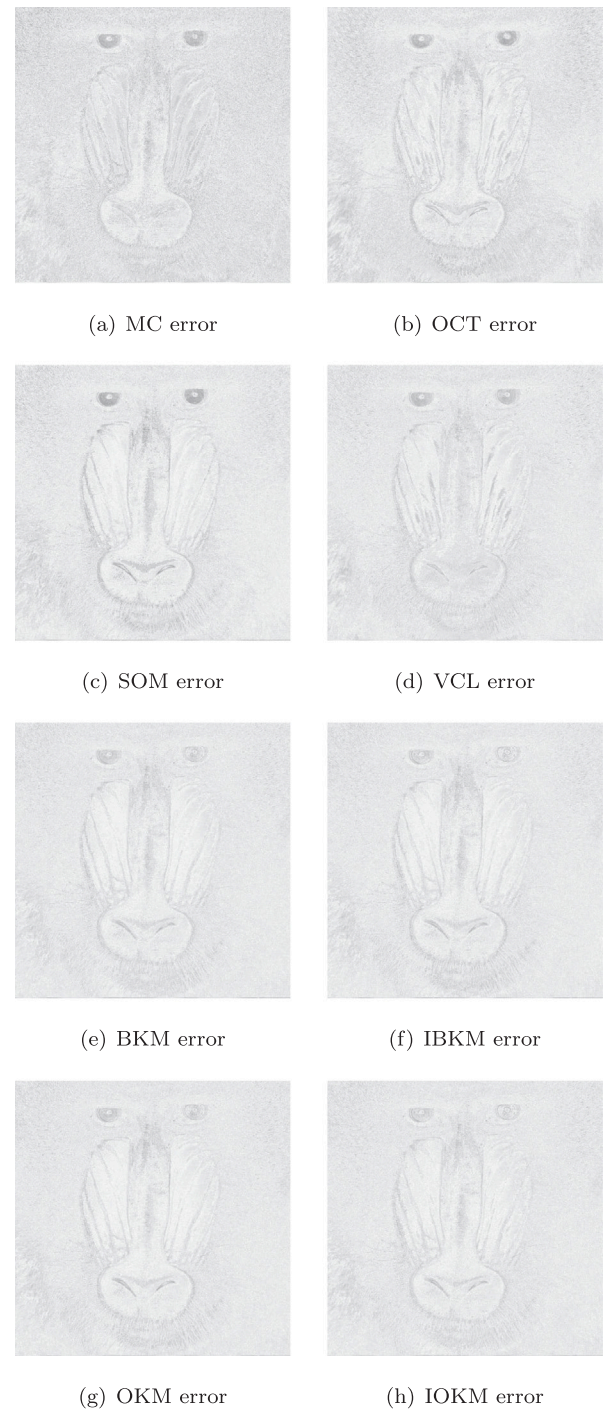 (a) MC error
(b) OCT error
(c) SOM error
(d) VCL error
(e) BKM error
(f) IBKM error
(g) OKM error
(h) IOKM error